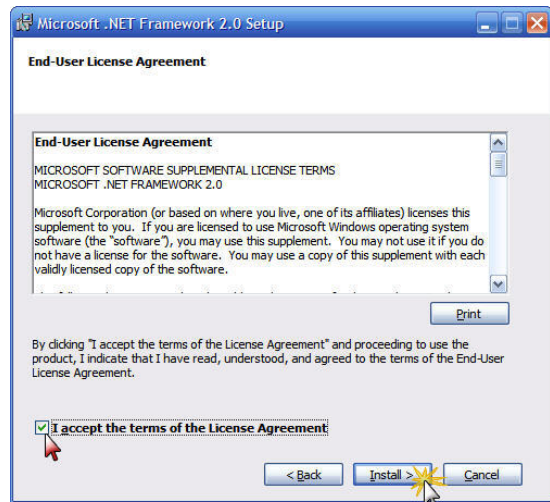 Microsoft .NET Framework 2.0 Setup
End-User License Agreement
End-User License Agreement
MICROSOFT SOFTWARE SUPPLEMENTAL LICENSE TERMS
MICROSOFT .NET FRAMEWORK 2.0
Microsoft Corporation (or based on where you live, one of its affiliates) licenses this
supplement to you.  If you are licensed to use Microsoft Windows operating system
software (the "software"), you may use this supplement.  You may not use it if you do
not have a license for the software.  You may use a copy of this supplement with each
validly licensed copy of the software.
Print
By clicking "I accept the terms of the License Agreement" and proceeding to use the
product, I indicate that I have read, understood, and agreed to the terms of the End-User
License Agreement.
I accept the terms of the License Agreement
< Back
Install >
Cancel